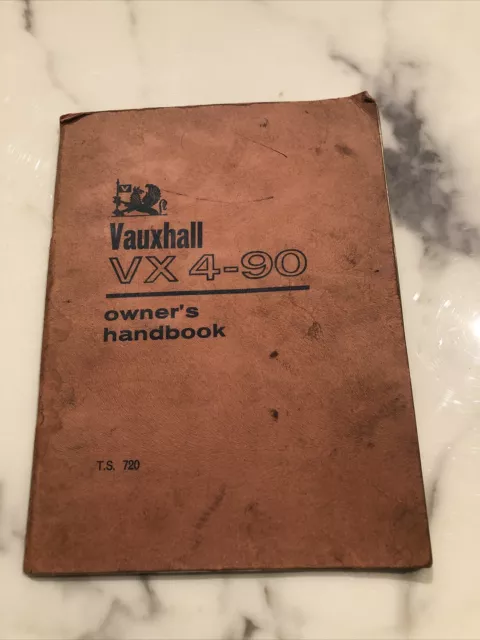 Vauxhall
VX 4-90
owner's
handbook
T.S. 720